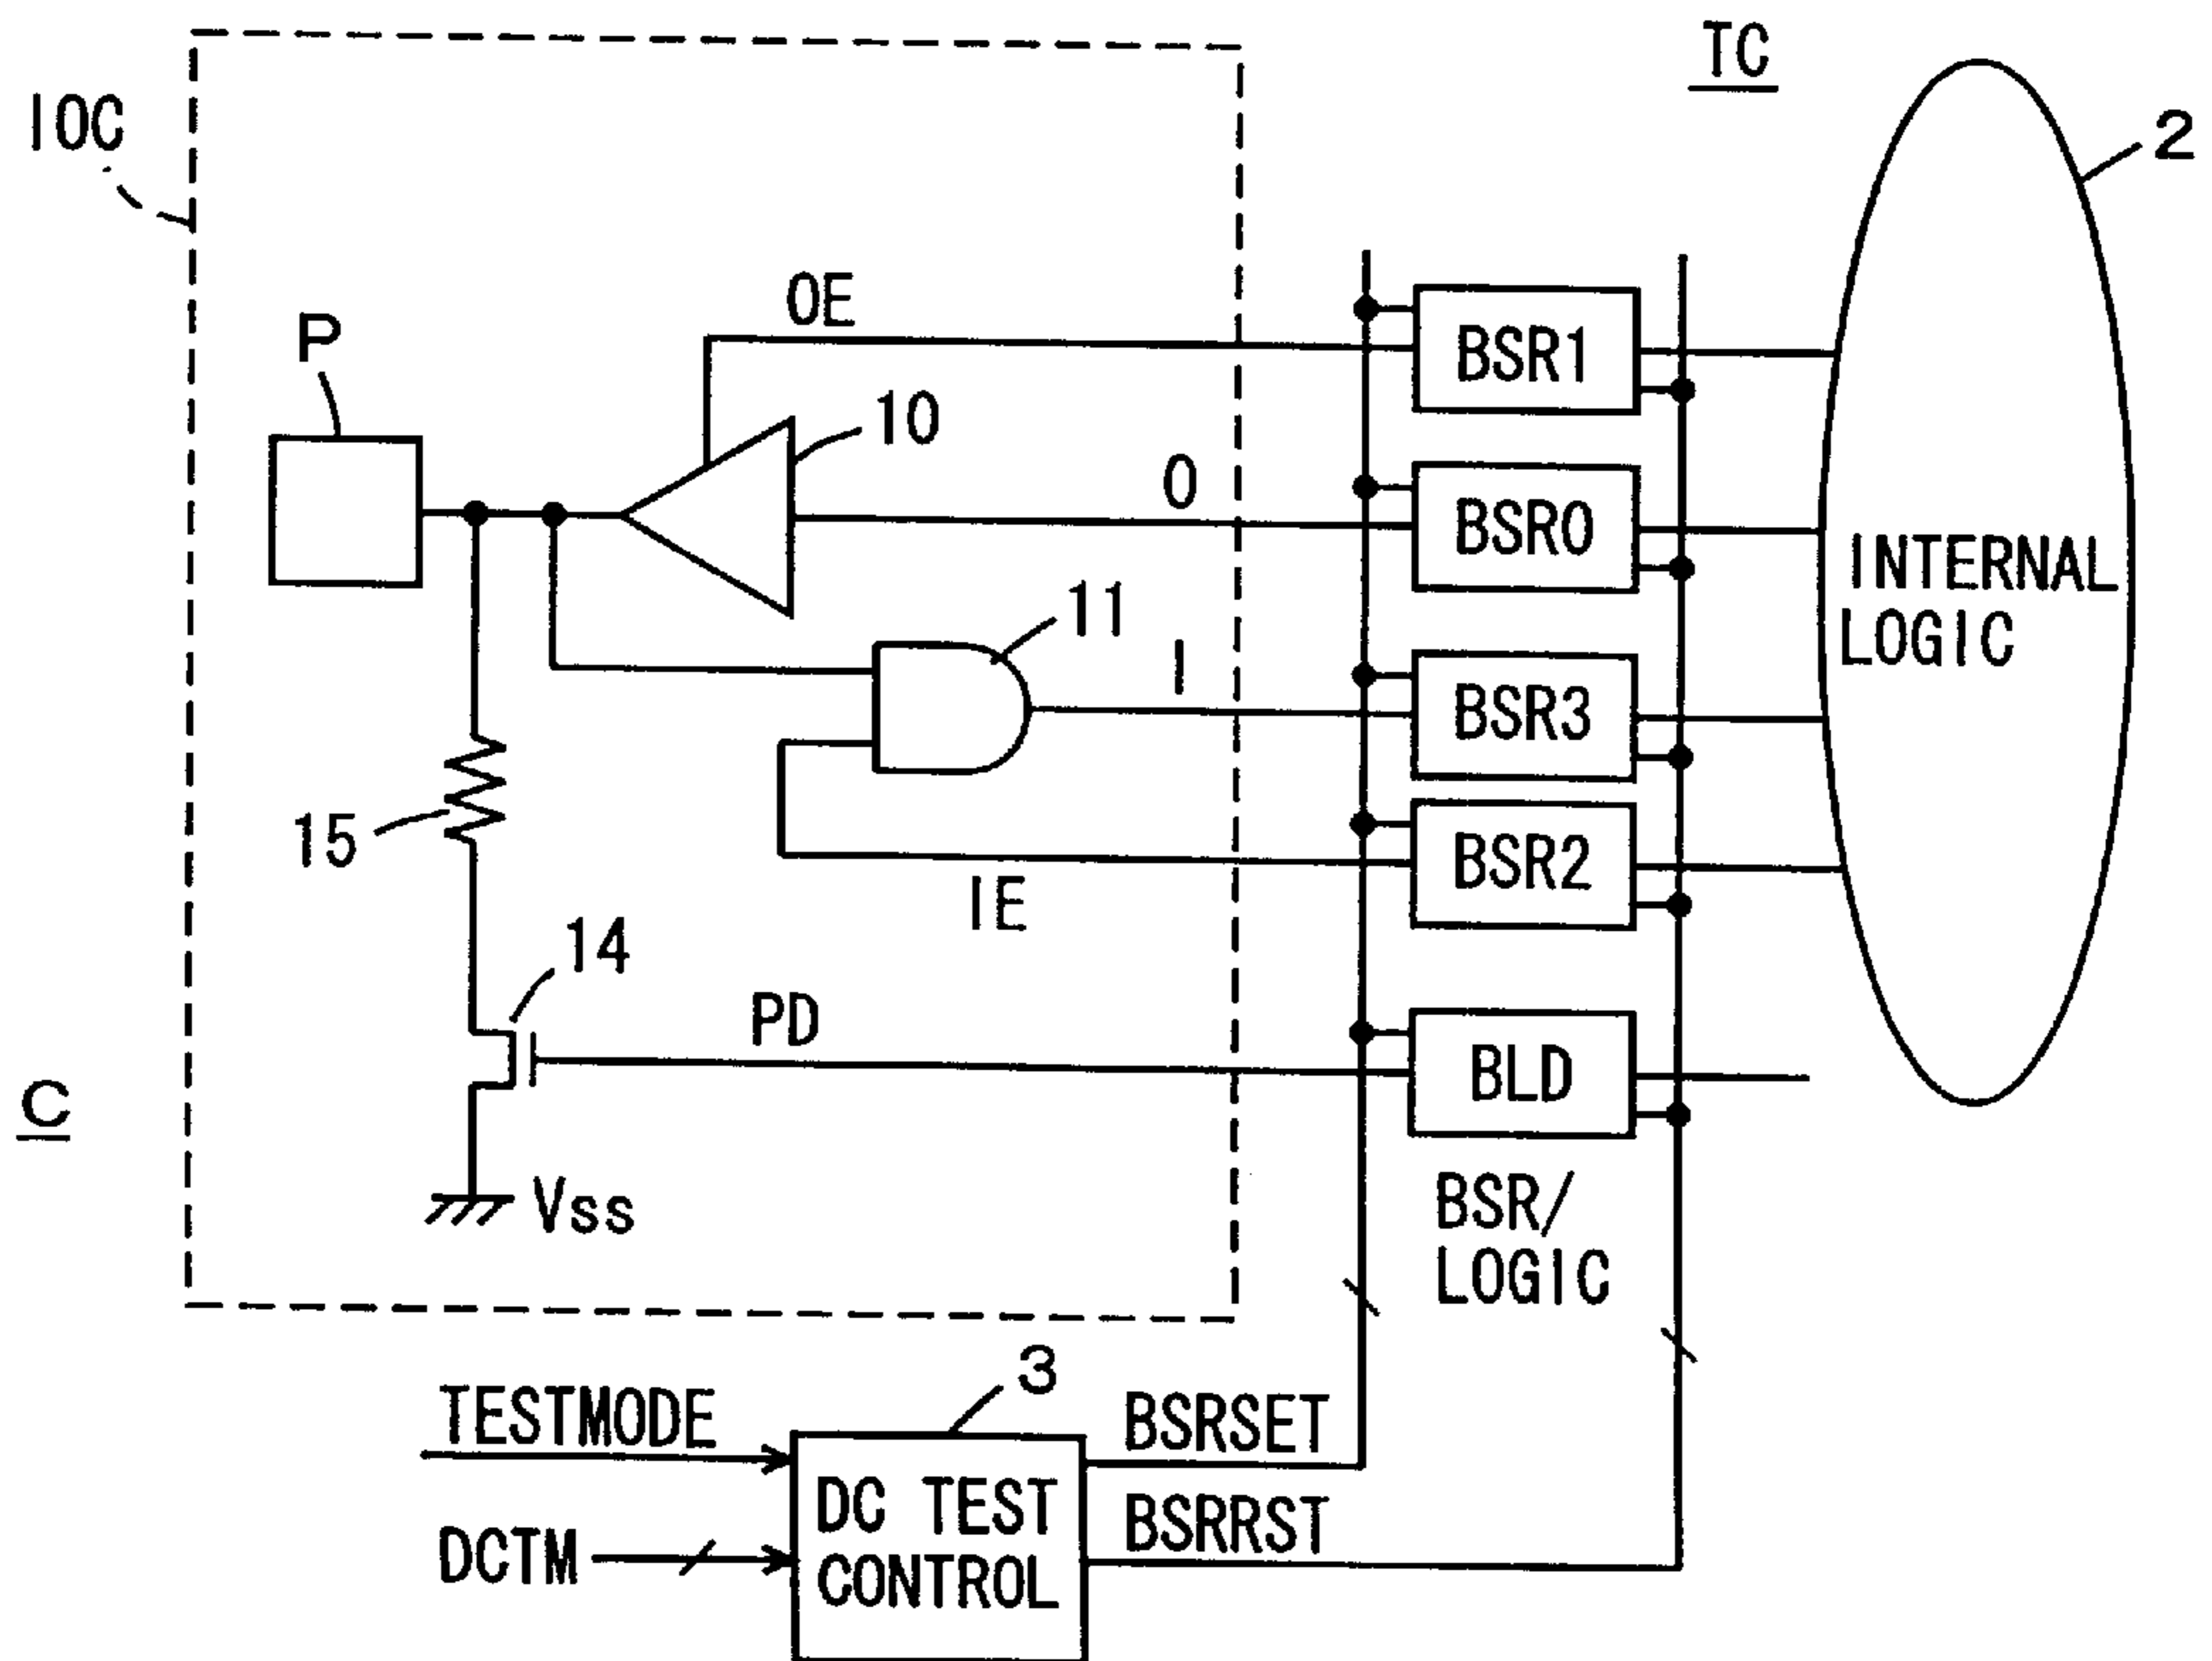 TC
IOC
2
OE
P
BSR1
10
O
BSR0
INTERNAL
LOGIC
11
I
BSR3
15
BSR2
IE
14
PD
BLD
C
Vss
BSR/
LOGIC
3
TESTMODE
BSRSET
DC TEST
CONTROL
BSRRST
DCTM